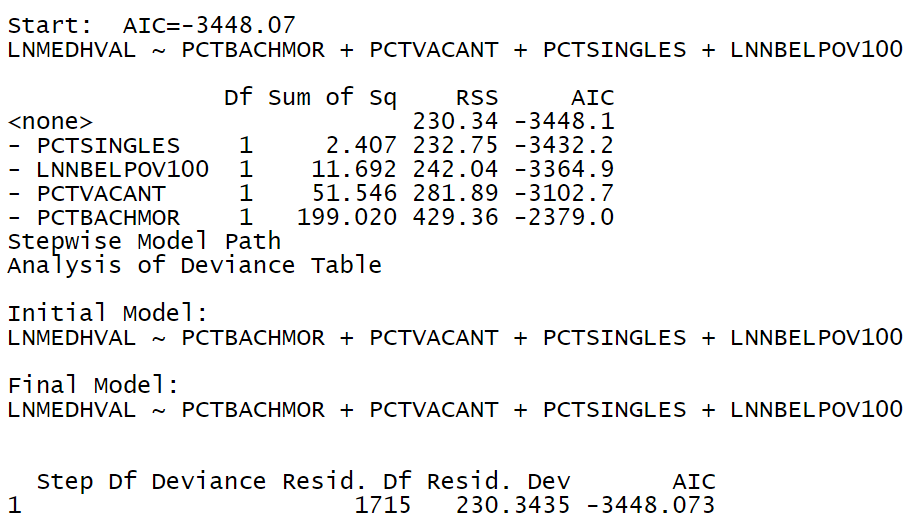 Start:  AIC=-3448.07
LNMEDHVAL ~ PCTBACHMOR + PCTVACANT + PCTSINGLES + LNNBELPOV100

               Df Sum of Sq    RSS     AIC
<none>                      230.34 -3448.1
- PCTSINGLES    1     2.407 232.75 -3432.2
- LNNBELPOV100  1    11.692 242.04 -3364.9
- PCTVACANT     1    51.546 281.89 -3102.7
- PCTBACHMOR    1   199.020 429.36 -2379.0
Stepwise Model Path
Analysis of Deviance Table

Initial Model:
LNMEDHVAL ~ PCTBACHMOR + PCTVACANT + PCTSINGLES + LNNBELPOV100

Final Model:
LNMEDHVAL ~ PCTBACHMOR + PCTVACANT + PCTSINGLES + LNNBELPOV100


  Step Df Deviance Resid. Df Resid. Dev       AIC
1                       1715   230.3435 -3448.073